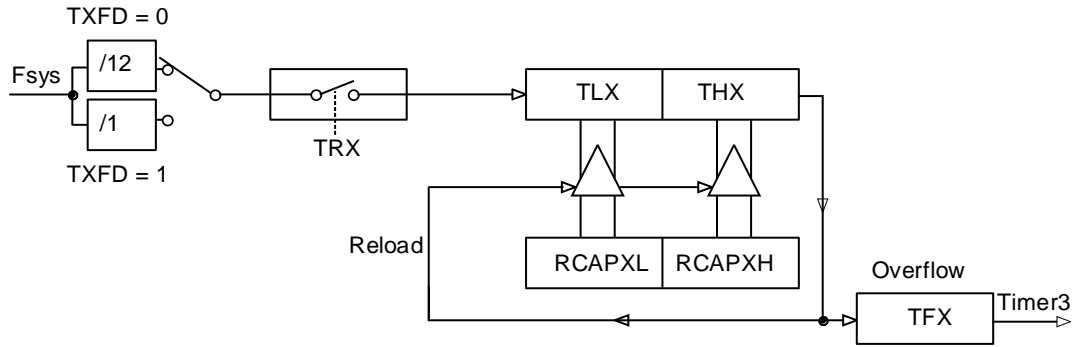 TXFD = 0
/12
Fsys
/1
TXFD = 1
TRX
TLX
THX
Reload
RCAPXL
RCAPXH
Overflow
TFX
Timer3